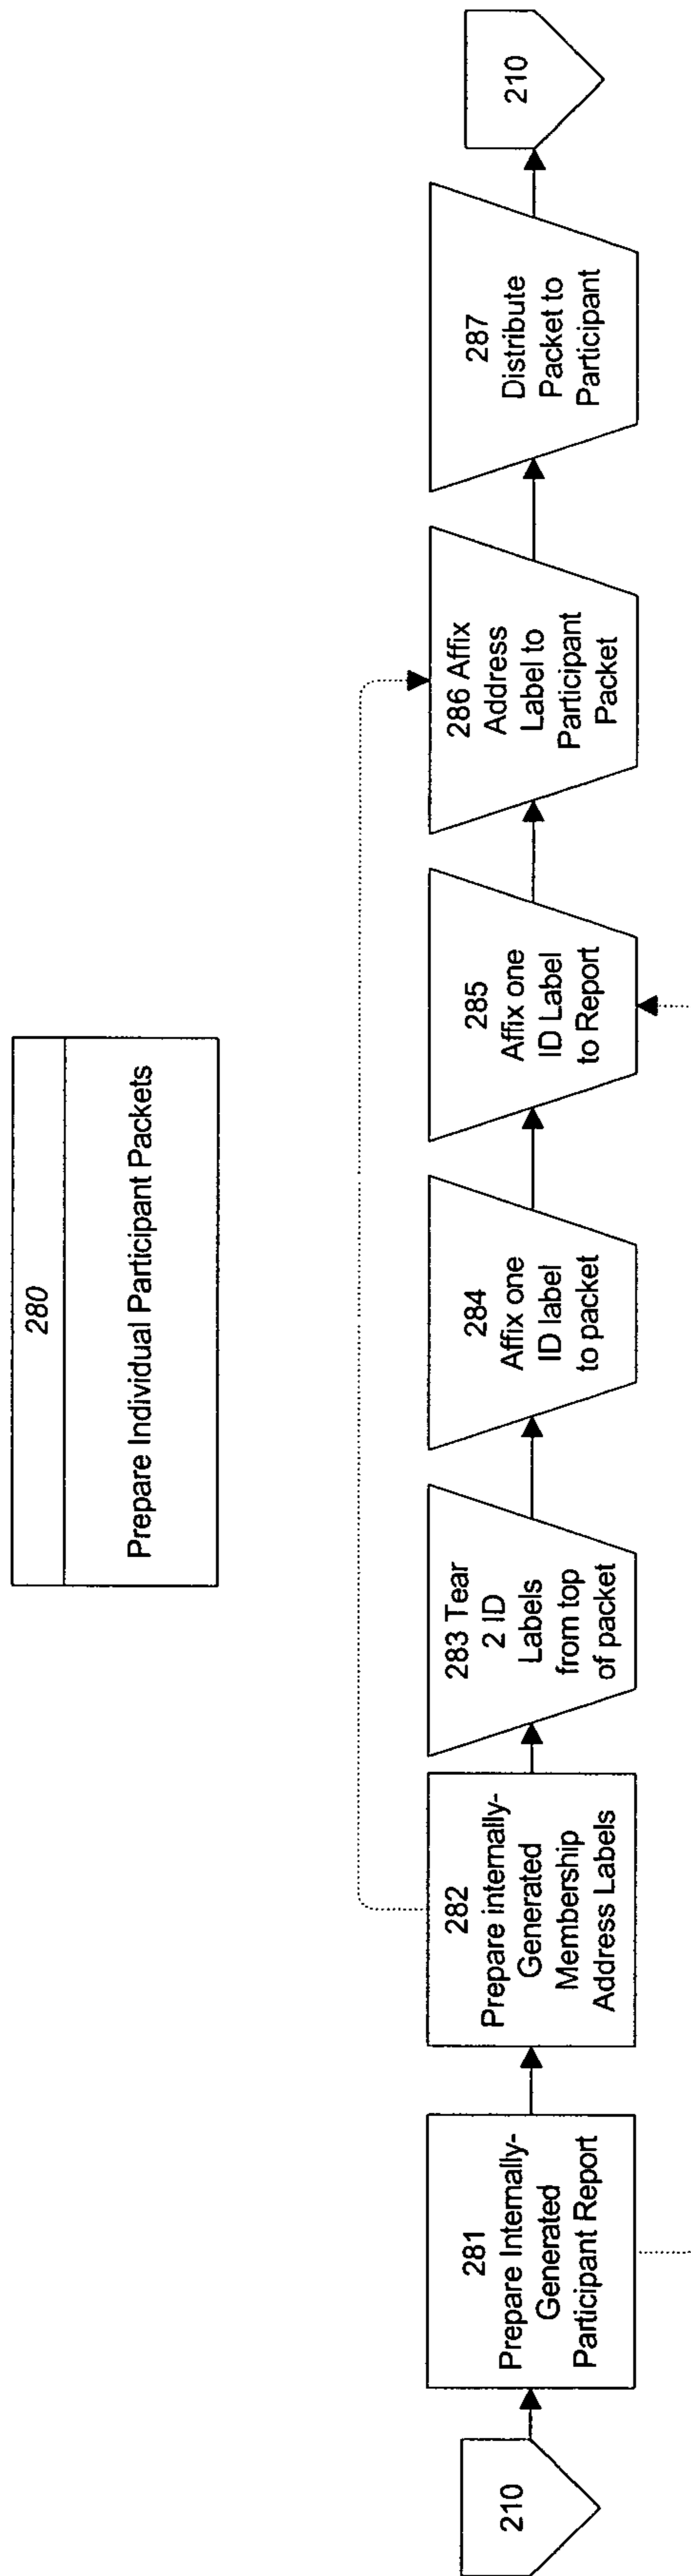 280
Prepare Individual Participant Packets
210
281
Prepare Internally-
Generated
Participant Report
282
Prepare internally-
Generated
Membership
Address Labels
283 Tear
2 ID
Labels
from top
of packet
284
Affix one
ID label
to packet
285
Affix one
ID Label
to Report
286 Affix
Address
Label to
Participant
Packet
287
Distribute
Packet to
Participant
210